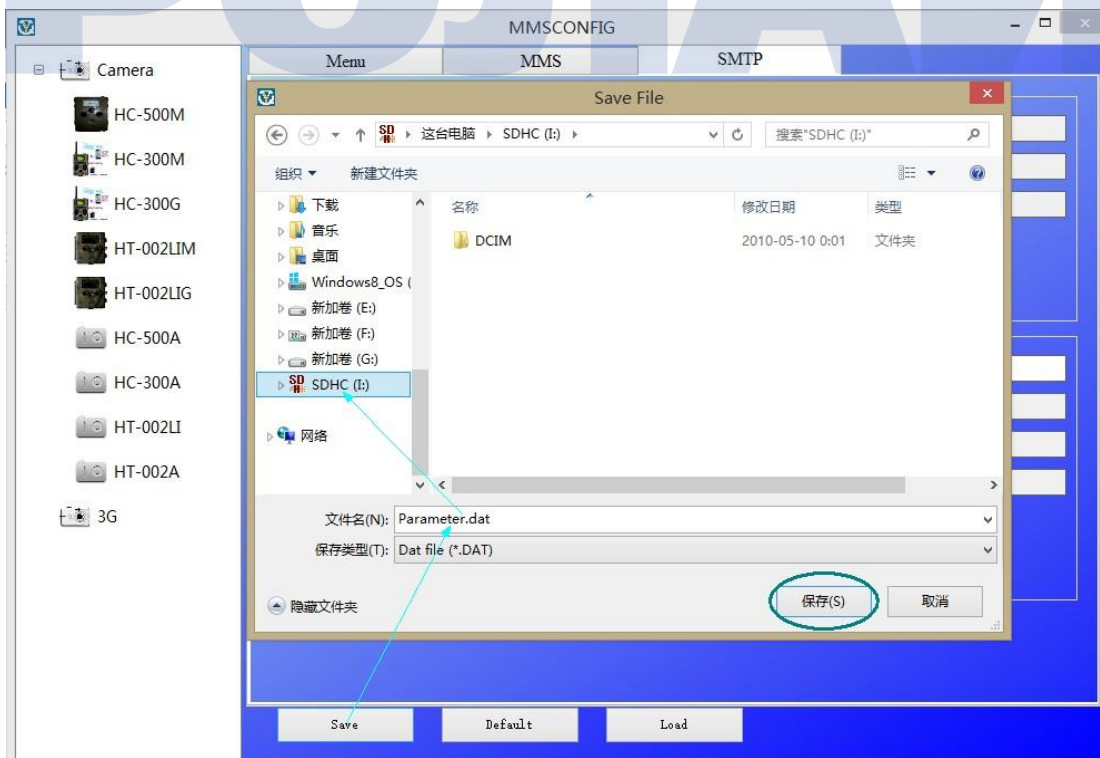 MMSCONFIG
Camera
HC-500M
HC-300M
HC-300G
HT-002LIM
HT-002LIG
HC-500A
HC-300A
HT-002LI
HT-002A
3G
Menu
MMS
SMTP
Save File
这台电脑 SDHC (I:)
搜索"SDHC (I:)"
组织 新建文件夹
下载
音乐
桌面
Windows8_OS (
新加卷 (E:)
新加卷 (F:)
新加卷 (G:)
SDHC (I:)
网络
名称 修改日期 类型
DCIM 2010-05-10 0:01 文件夹
文件名(N): Parameter.dat
保存类型(T): Dat file (*.DAT)
隐藏文件夹
保存(S) 取消
Save Default Load